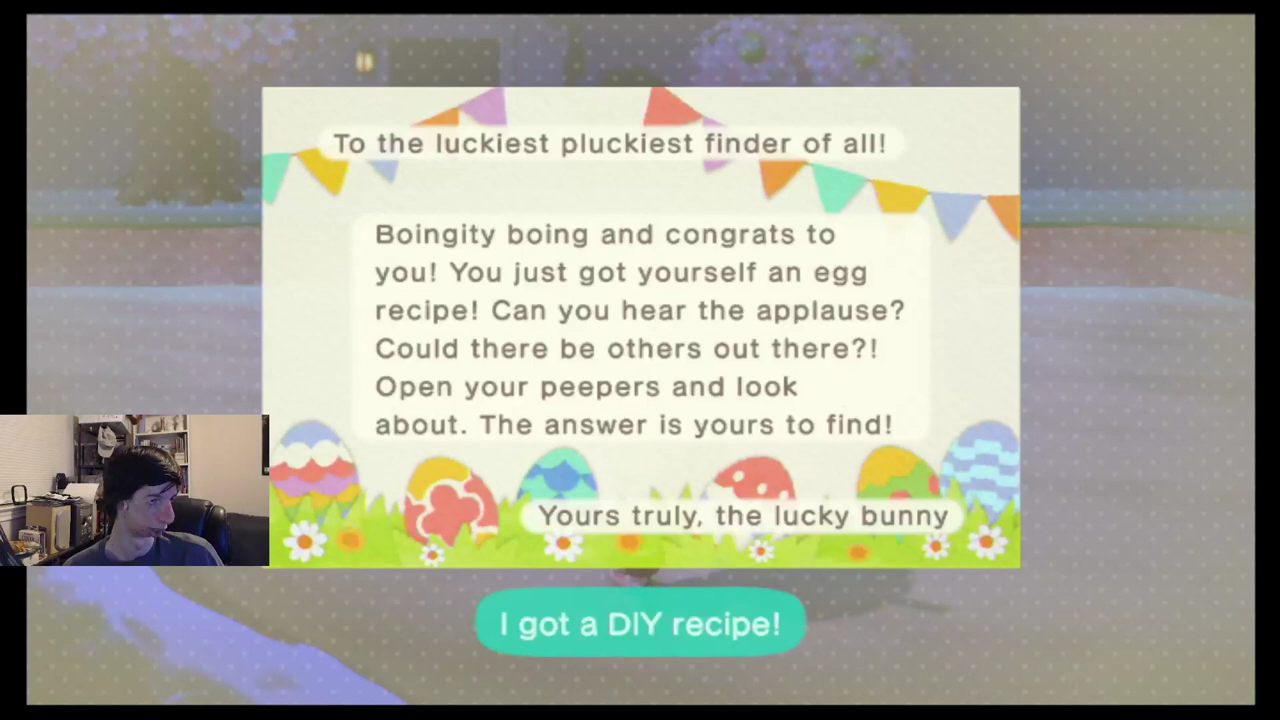 To the luckiest pluckiest finder of all!
Boingity boing and congrats to
you! You just got yourself an egg
recipe! Can you hear the applause?
Could there be others out there?!
Open your peepers and look
about. The answer is yours to find!
Yours truly, the lucky bunny
I got a DIY recipe!